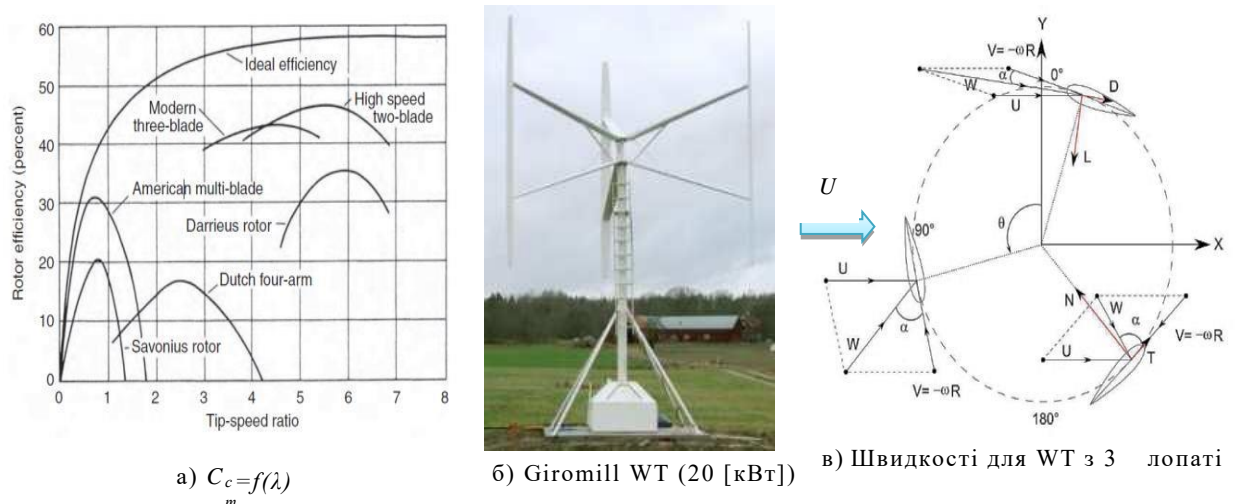 60
50
40
30
20
10
0
Rotor efficiency (percent)
Ideal efficiency
Modern
three-blade
High speed
two-blade
American multi-blade
Darrieus rotor
Dutch four-arm
Savonius rotor
0 1 2 3 4 5 6 7 8
Tip-speed ratio
а) C c = f(λ)
m
б) Giromill WT (20 [кВт])
Y
V= -ωR
0°
α
W
D
U
L
U
90°
θ
X
U
N
W
α
α
W
U
T
V= -ωR
V= -ωR
180°
в) Швидкості для WT з 3 лопаті